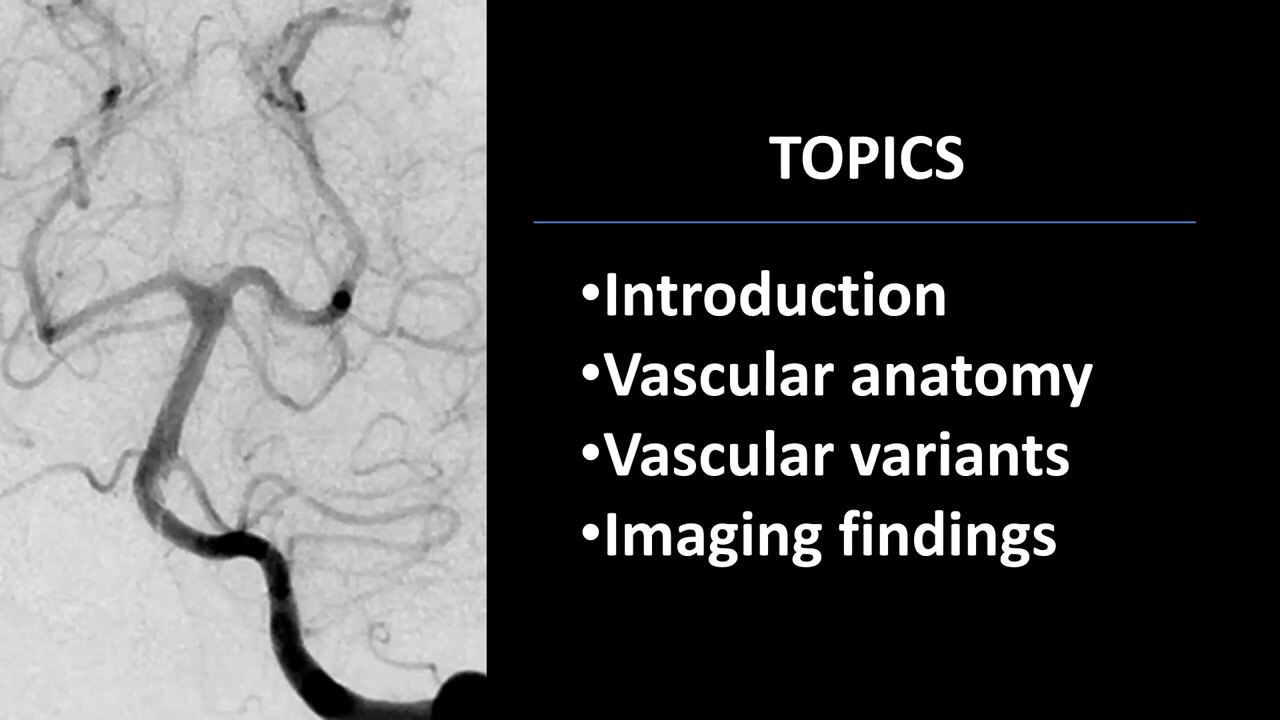 TOPICS
•Introduction
•Vascular anatomy
•Vascular variants
•Imaging findings